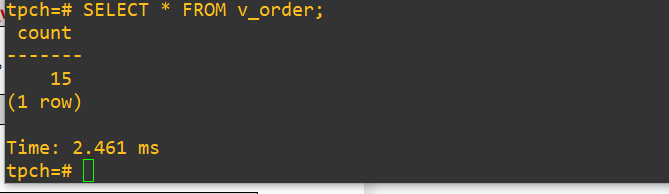 tpch=# SELECT * FROM v_order;
 count
-------
    15
(1 row)

Time: 2.461 ms
tpch=#